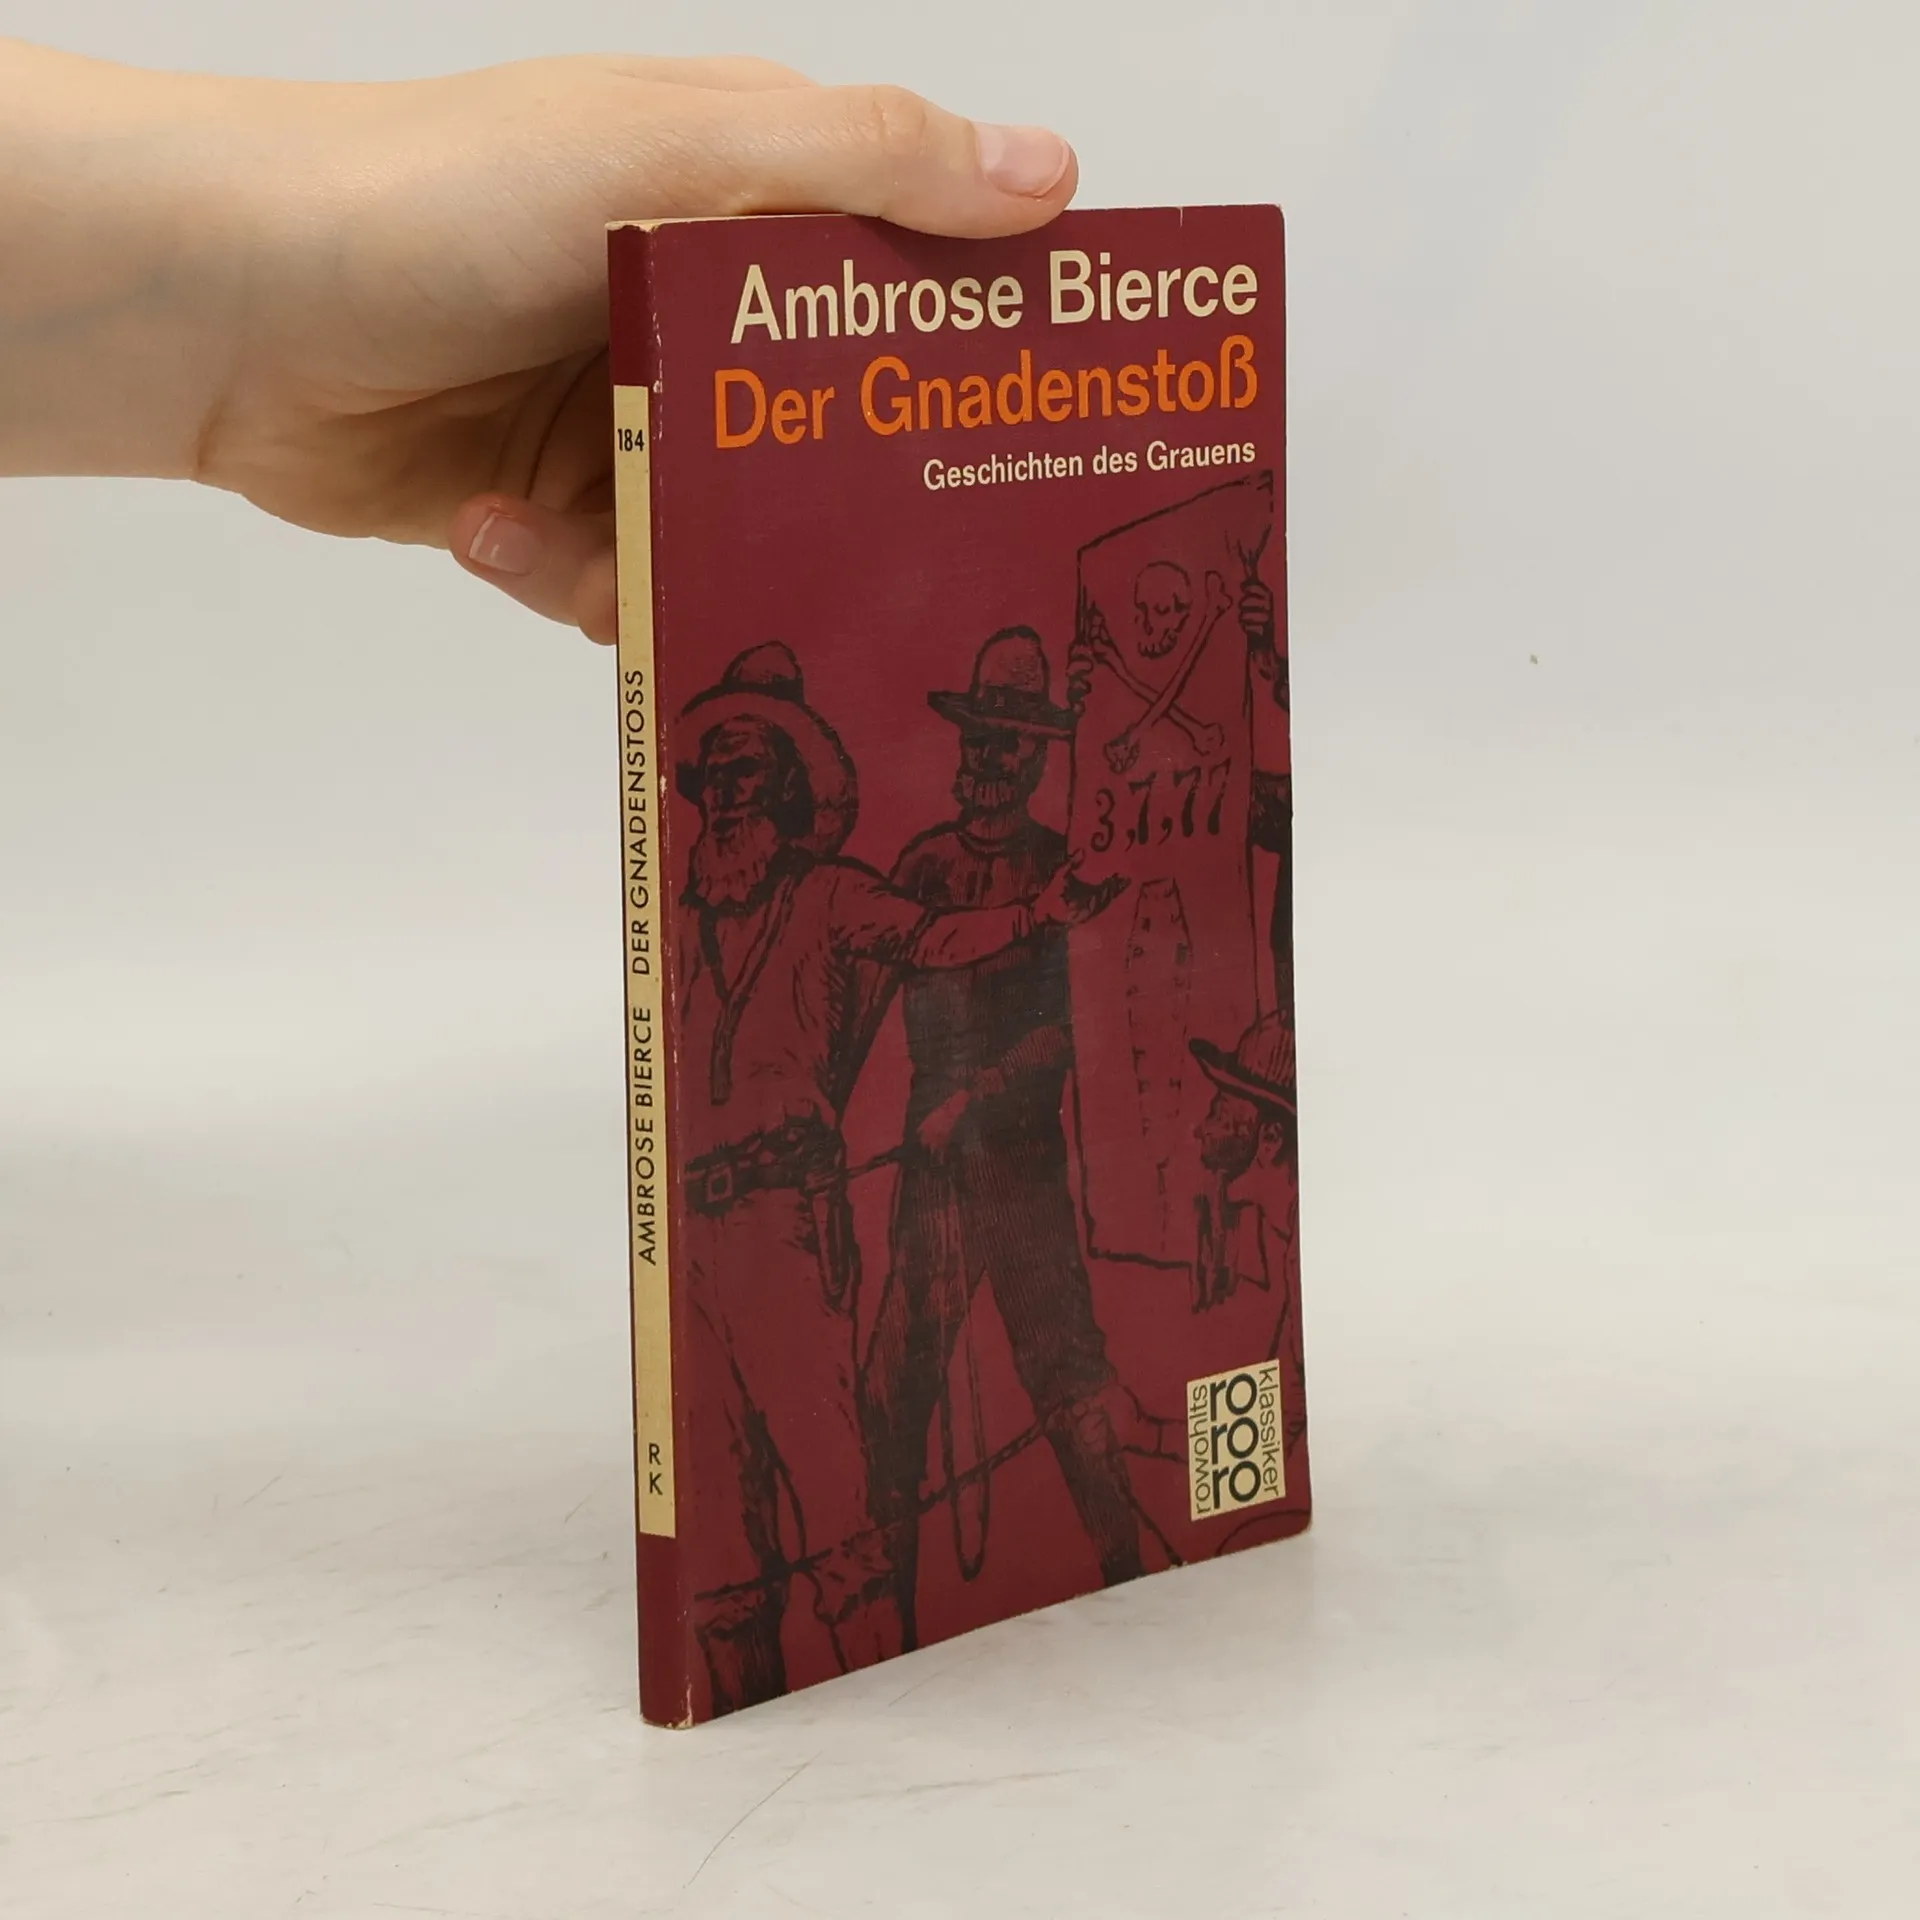 Ambrose Bierce
Der Gnadenstoß
Geschichten des Grauens
3,7,77
rowohlts
ro
ro
ro
klassiker
184
AMBROSE BIERCE DER GNADENSTOSS
R
K